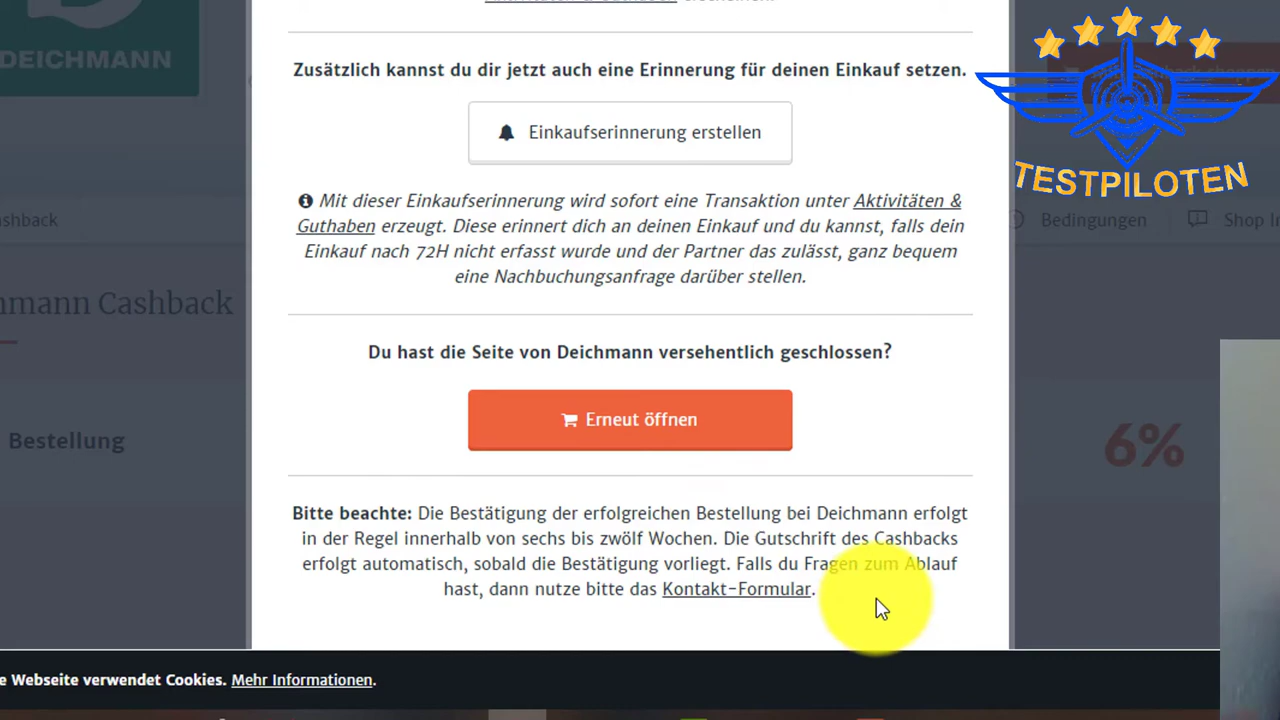 DEICHMANN
Zusätzlich kannst du dir jetzt auch eine Erinnerung für deinen Einkauf setzen.
Einkaufserinnerung erstellen
TESTPILOTEN
Mit dieser Einkaufserinnerung wird sofort eine Transaktion unter Aktivitäten &
Guthaben erzeugt. Diese erinnert dich an deinen Einkauf und du kannst, falls dein
Einkauf nach 72H nicht erfasst wurde und der Partner das zulässt, ganz bequem
eine Nachbuchungsanfrage darüber stellen.
ashback
Bedingungen
Shop In
hmann Cashback
Du hast die Seite von Deichmann versehentlich geschlossen?
Erneut öffnen
Bestellung
6%
Bitte beachte: Die Bestätigung der erfolgreichen Bestellung bei Deichmann erfolgt
in der Regel innerhalb von sechs bis zwölf Wochen. Die Gutschrift des Cashbacks
erfolgt automatisch, sobald die Bestätigung vorliegt. Falls du Fragen zum Ablauf
hast, dann nutze bitte das Kontakt-Formular.
e Webseite verwendet Cookies. Mehr Informationen.